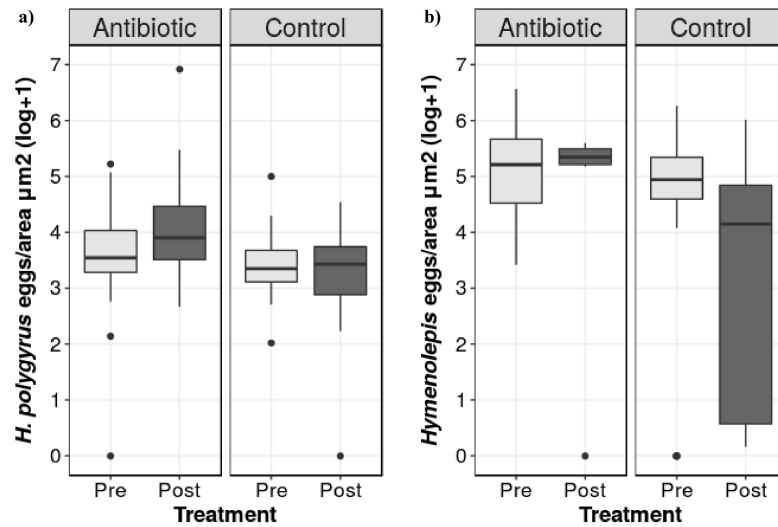 a)
Antibiotic Control
H. polygyrus eggs/area µm2 (log+1)
7
6
5
4
3
2
1
0
Pre Post Pre Post
Treatment
b)
Antibiotic Control
Hymenolepis eggs/area µm2 (log+1)
7
6
5
4
3
2
1
0
Pre Post Pre Post
Treatment